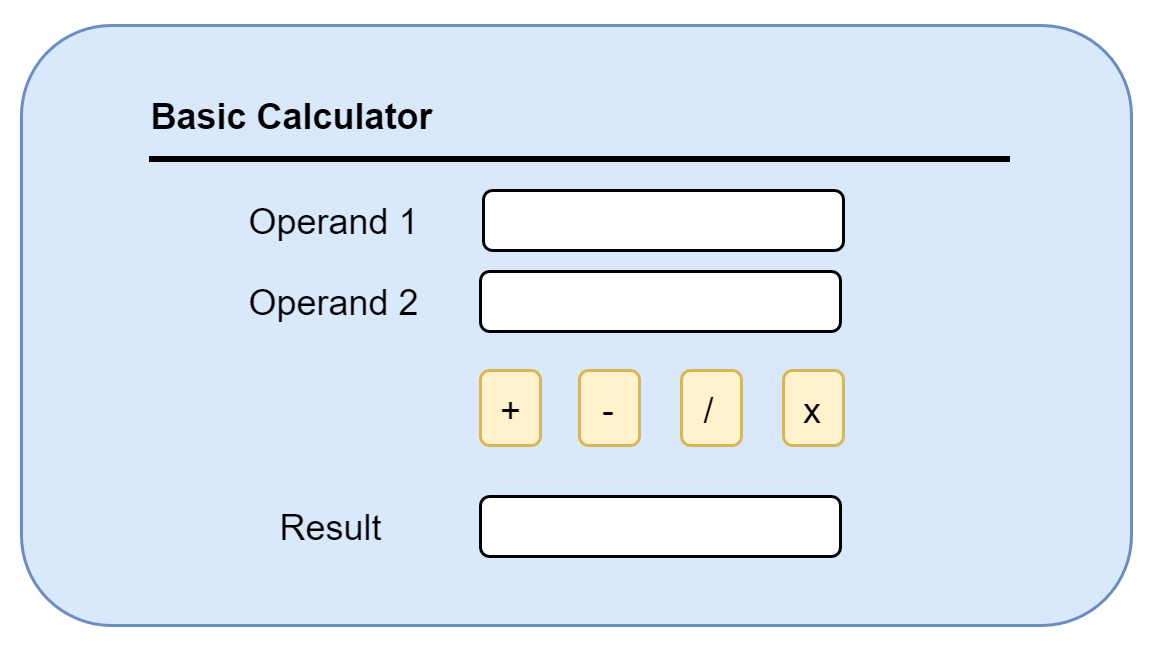 Basic Calculator
Operand 1
Operand 2
+ - / x
Result